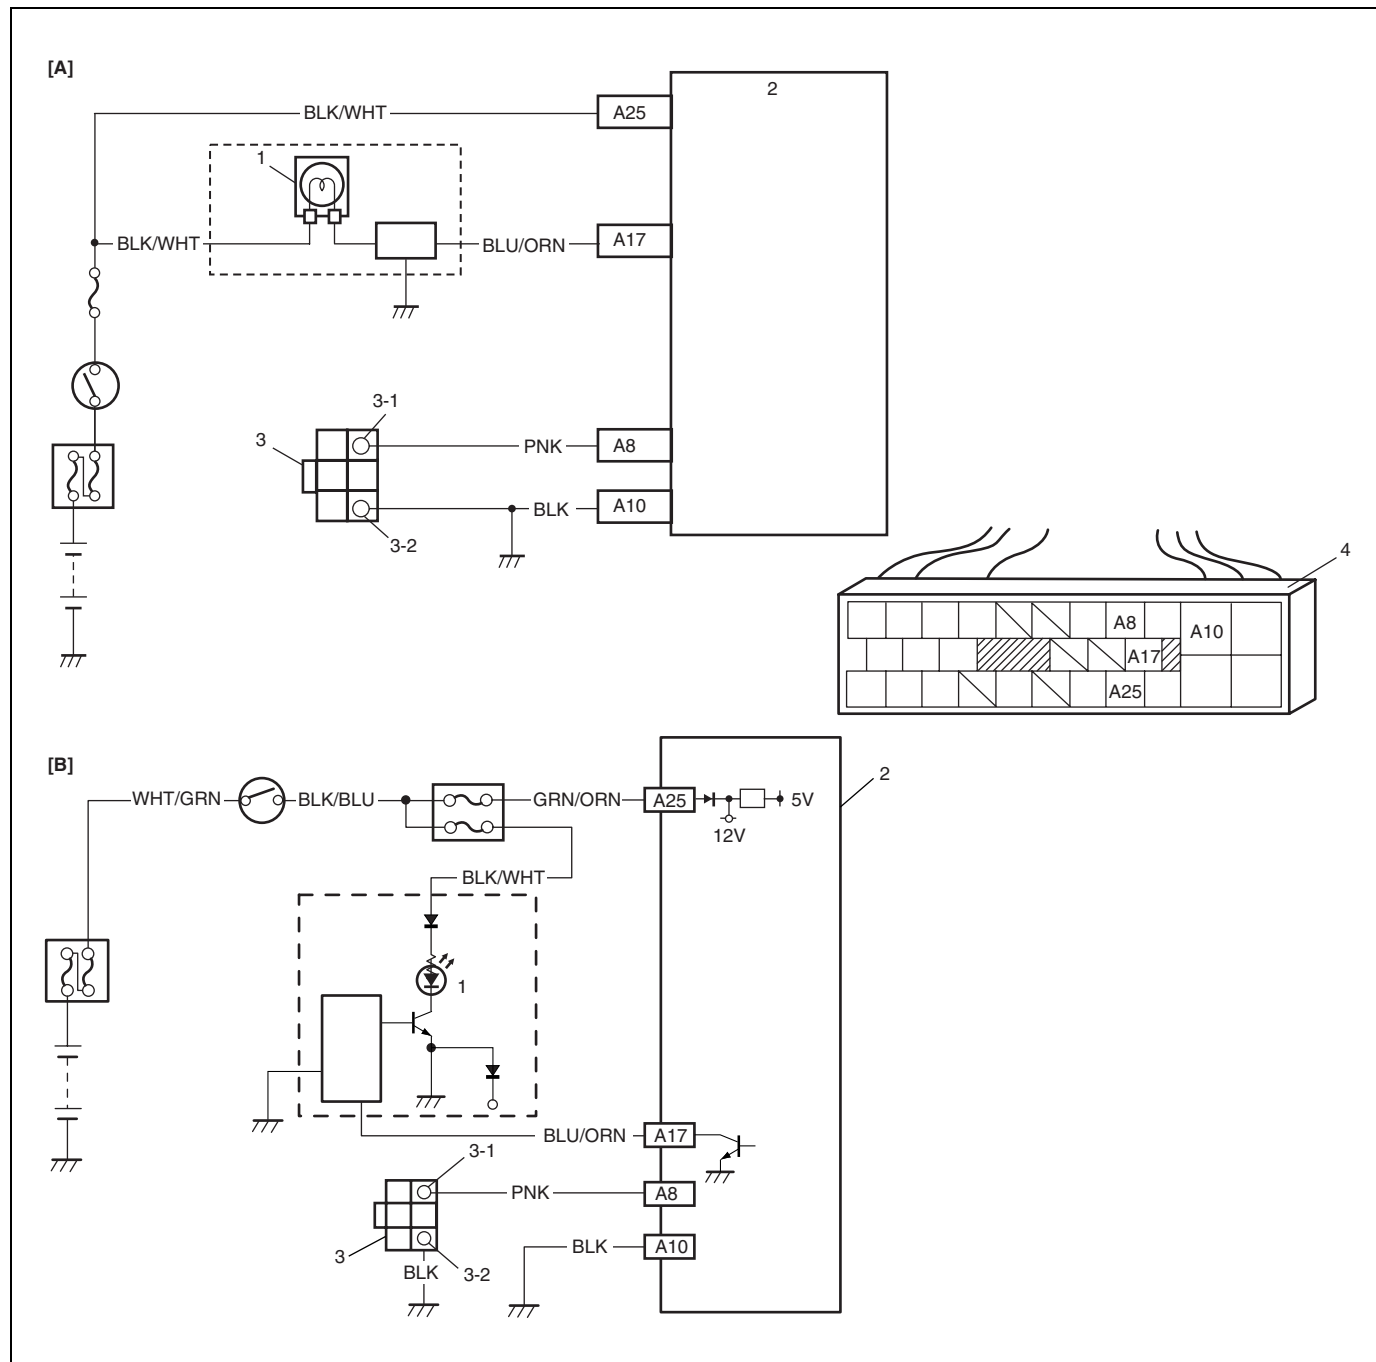 [A]
2
BLK/WHT A25
1
BLK/WHT BLU/ORN A17
3-1
3 PNK A8
BLK A10
3-2
4
A8
A10
A17
A25
[B]
2
WHT/GRN BLK/BLU GRN/ORN A25 5V
12V
BLK/WHT
1
BLU/ORN A17
3-1
PNK A8
3 BLK A10
BLK 3-2